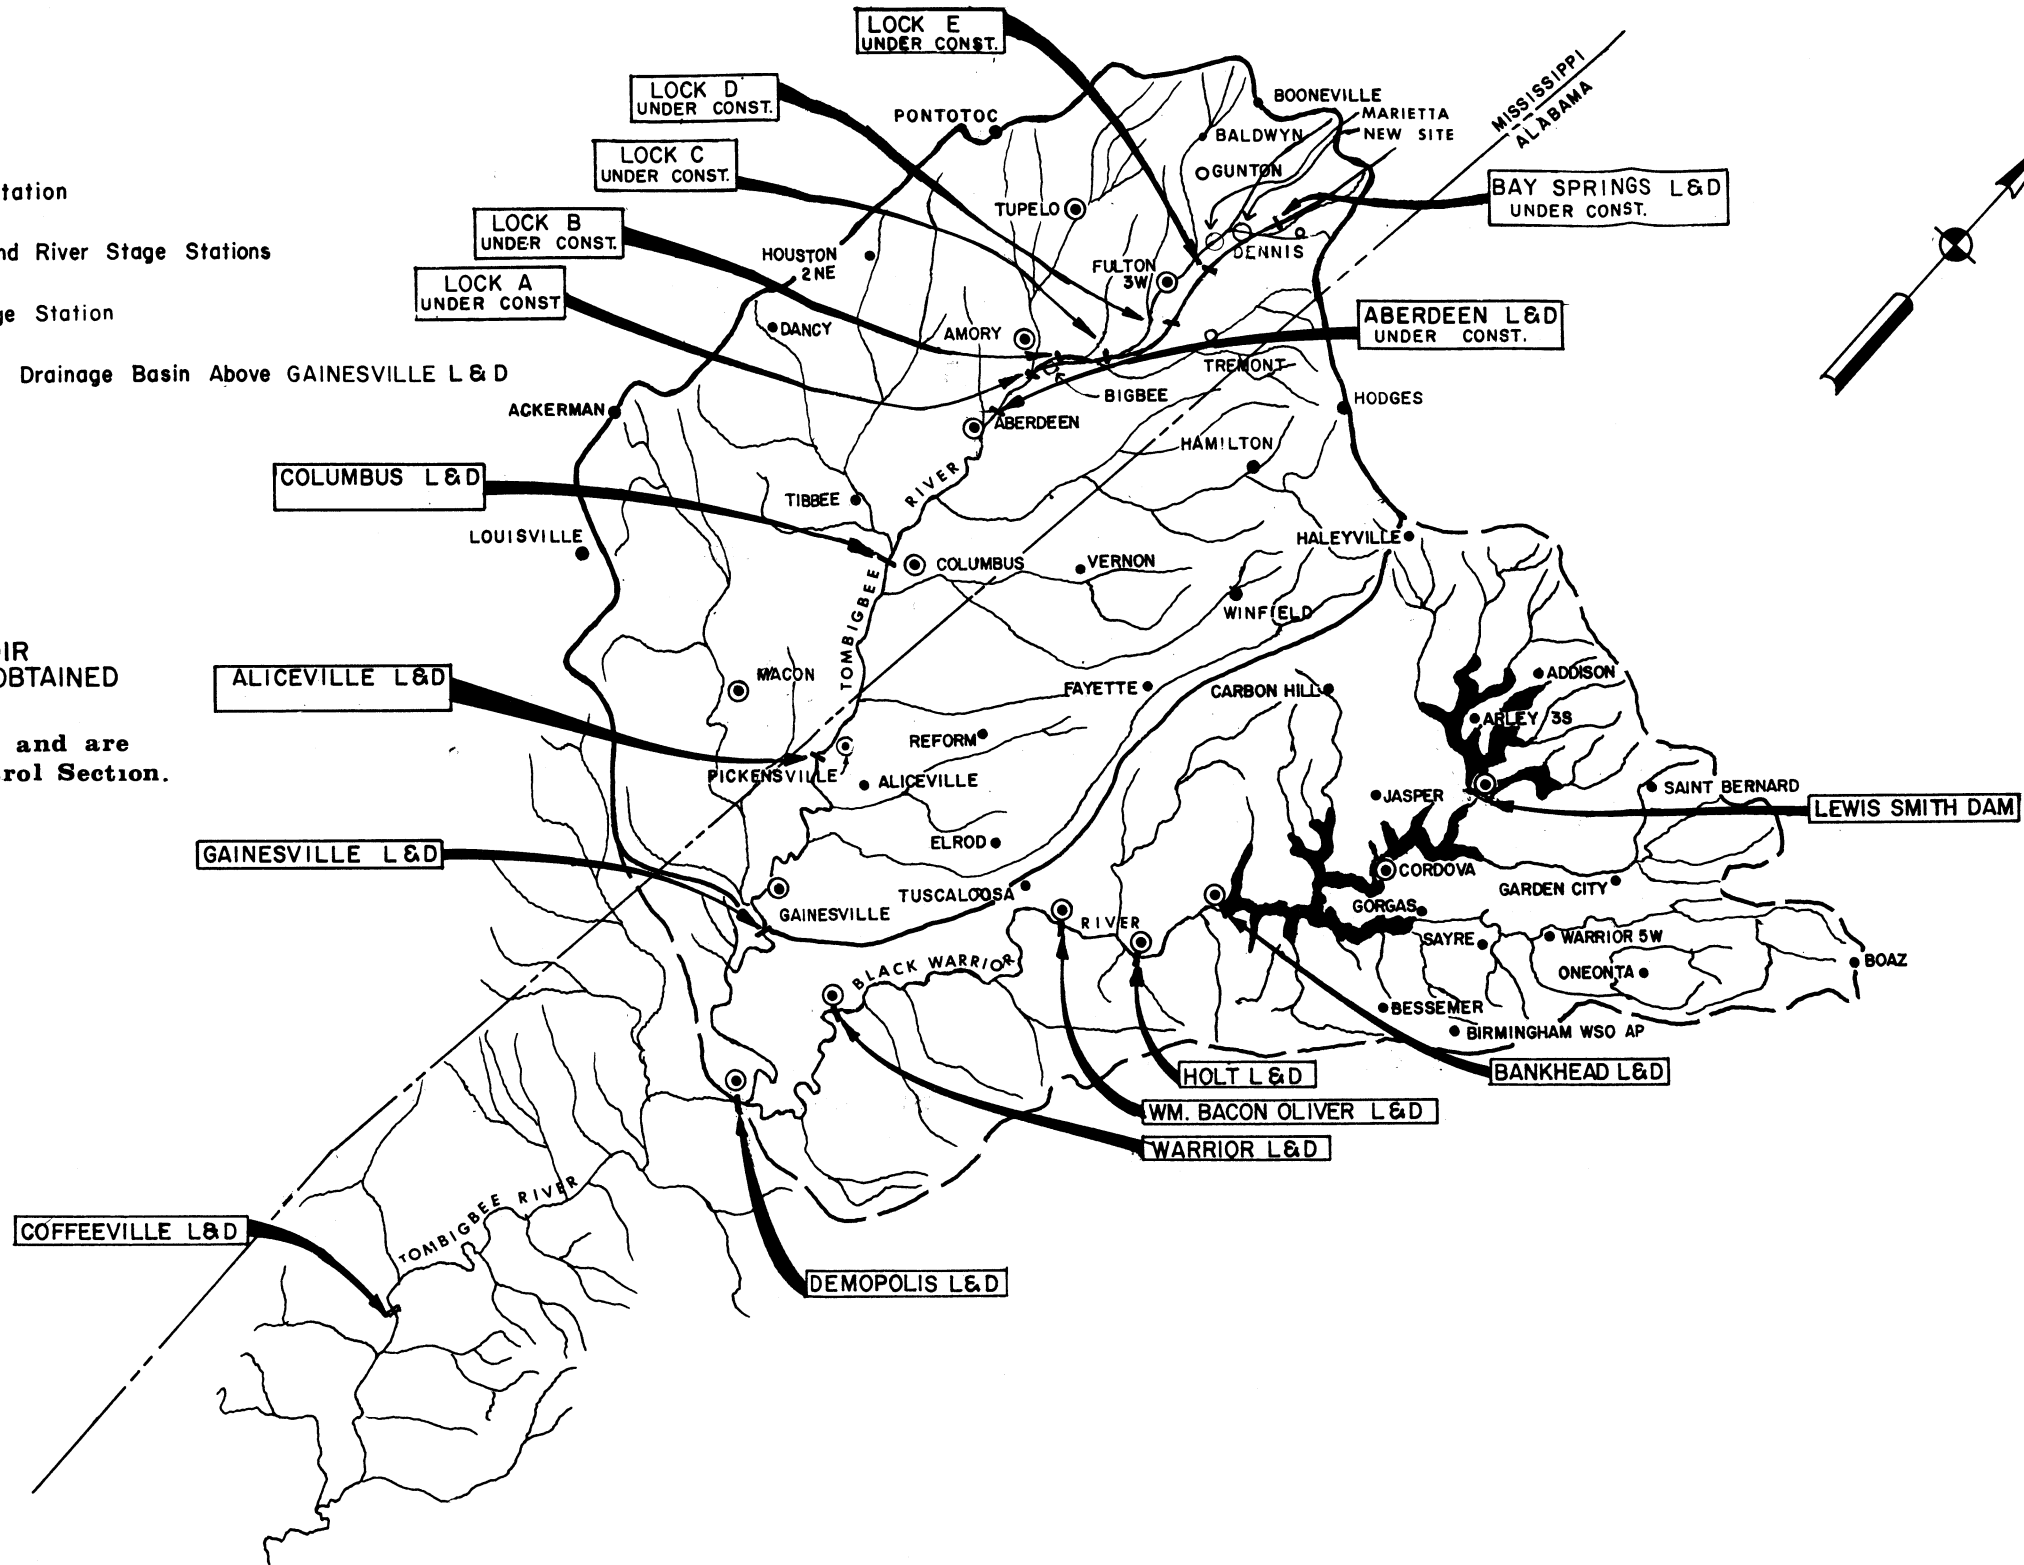 LOCK E
UNDER CONST.
LOCK D
UNDER CONST.
LOCK C
UNDER CONST.
LOCK B
UNDER CONST.
LOCK A
UNDER CONST
PONTOTOC
BOONEVILLE
MARIETTA
NEW SITE
BALDWYN
GUNTON
MISSISSIPPI
ALABAMA
BAY SPRINGS L&D
UNDER CONST.
tation
nd River Stage Stations
ge Station
Drainage Basin Above GAINESVILLE L&D
TUPELO
HOUSTON
2NE
DENNIS
FULTON
3W
DANCY
AMORY
ABERDEEN L&D
UNDER CONST.
TREMONT
BIGBEE
HODGES
ACKERMAN
ABERDEEN
HAMILTON
COLUMBUS L&D
TIBBEE
RIVER
LOUISVILLE
HALEYVILLE
COLUMBUS
VERNON
TOMBIGBEE
WINFIELD
IR
OBTAINED
and are
rol Section.
ALICEVILLE L&D
MACON
FAYETTE
CARBON HILL
ADDISON
ARLEY 3S
REFORM
PICKENSVILLE
ALICEVILLE
JASPER
SAINT BERNARD
LEWIS SMITH DAM
GAINESVILLE L&D
ELROD
CORDOVA
TUSCALOOSA
GARDEN CITY
GORGAS
GAINESVILLE
RIVER
SAYRE
WARRIOR 5W
BLACK WARRIOR
ONEONTA
BOAZ
BESSEMER
BIRMINGHAM WSO AP
HOLT L&D
BANKHEAD L&D
WM. BACON OLIVER L&D
WARRIOR L&D
TOMBIGBEE RIVER
COFFEEVILLE L&D
DEMOPOLIS L&D